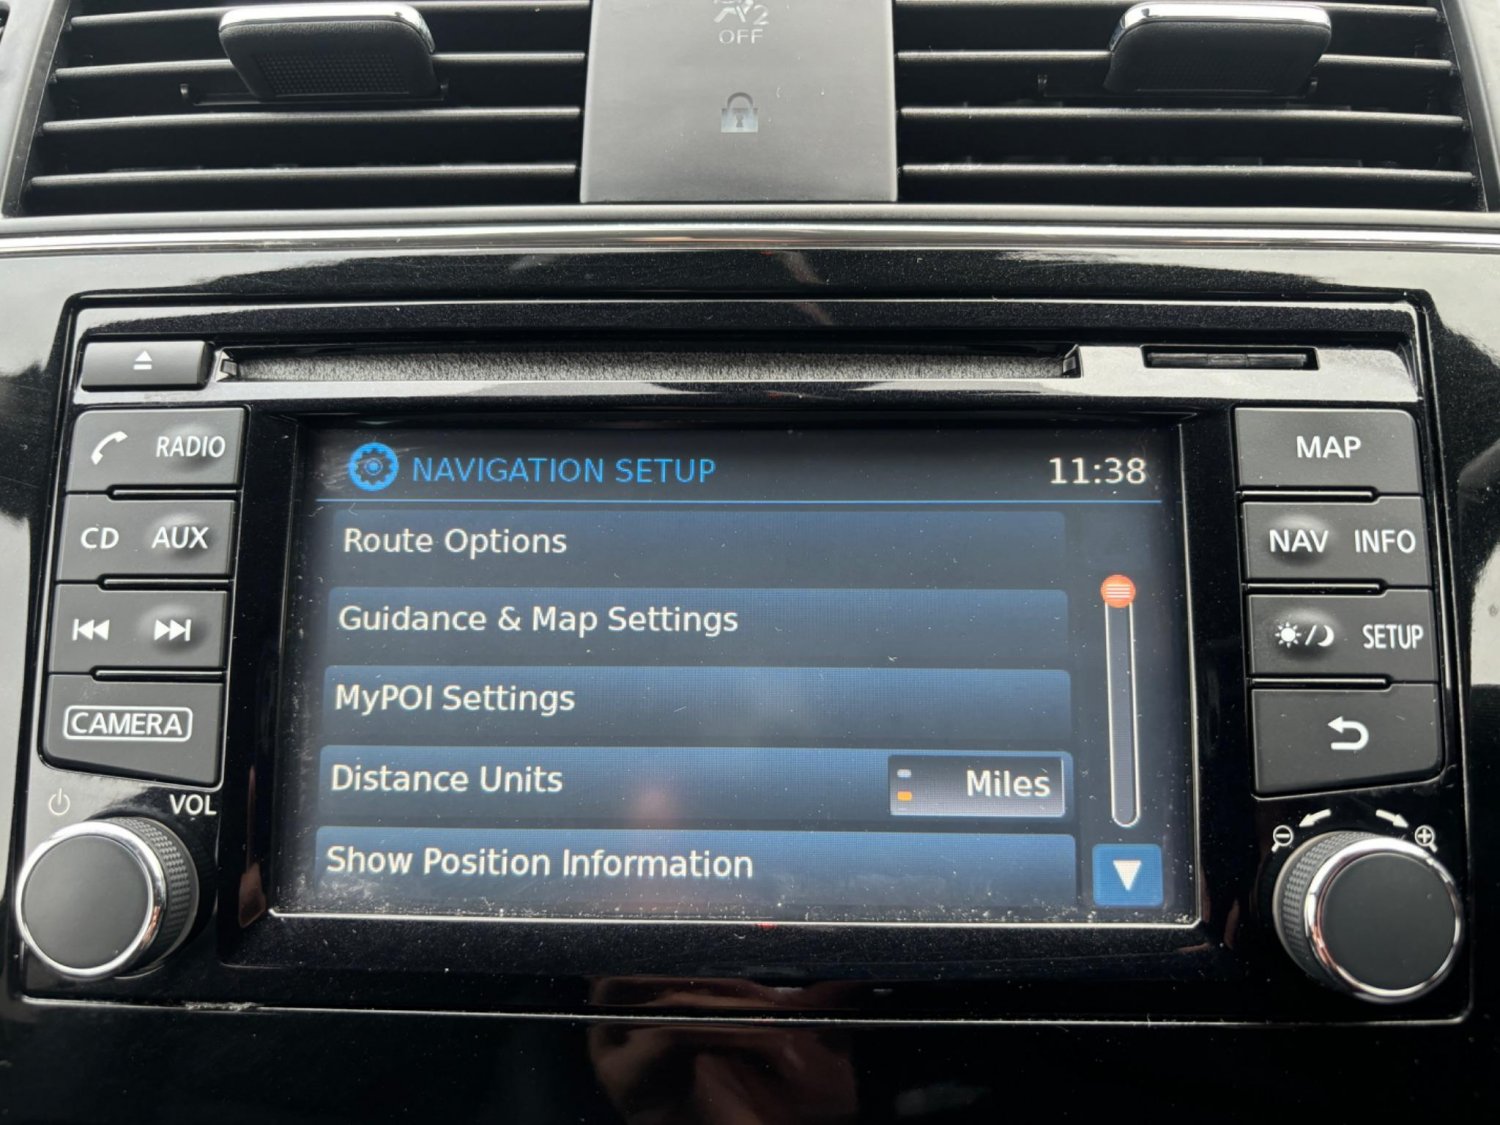 2
OFF
RADIO
CD AUX
CAMERA
VOL
NAVIGATION SETUP 11:38
Route Options
Guidance & Map Settings
MyPOI Settings
Distance Units Miles
Show Position Information
MAP
NAV INFO
SETUP